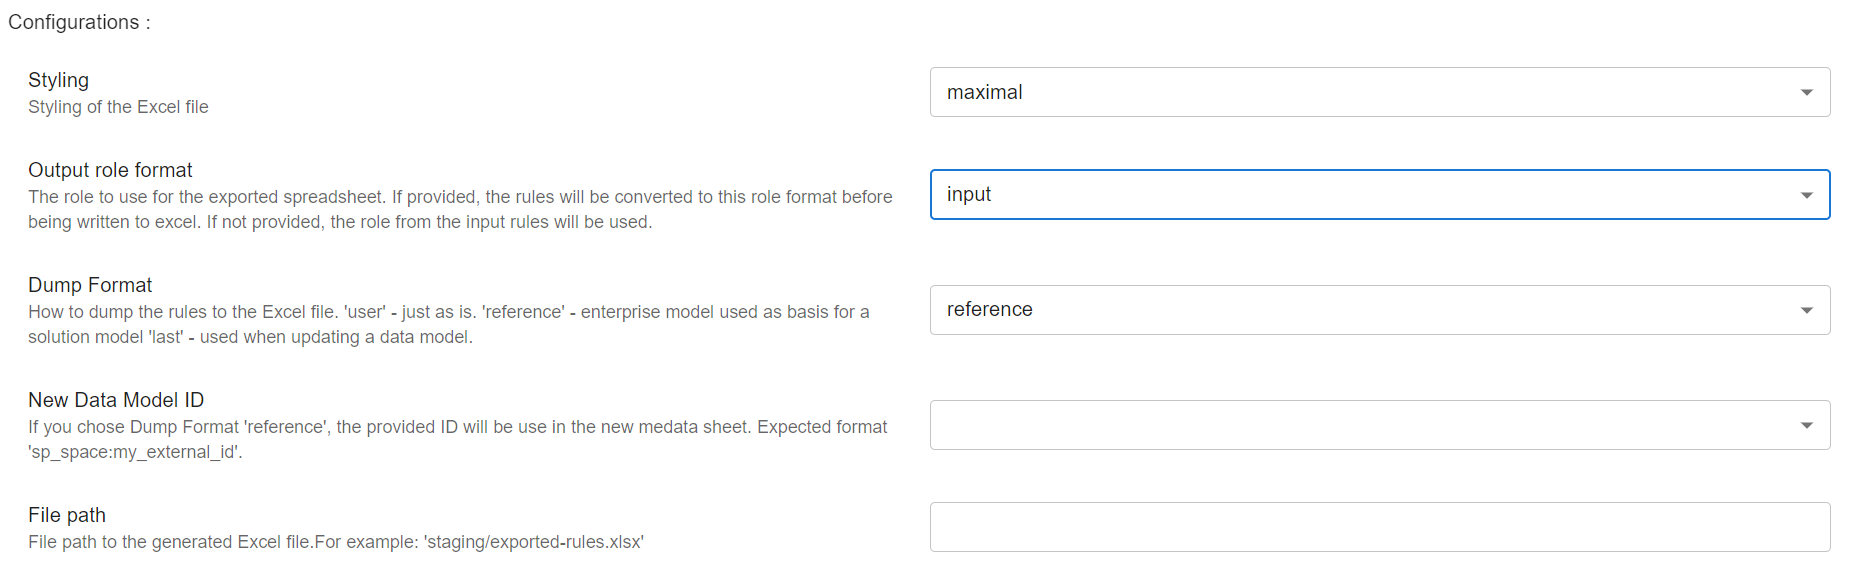 Configurations :
Styling
Styling of the Excel file
maximal
Output role format
The role to use for the exported spreadsheet. If provided, the rules will be converted to this role format before
being written to excel. If not provided, the role from the input rules will be used.
input
Dump Format
How to dump the rules to the Excel file. 'user' - just as is. 'reference' - enterprise model used as basis for a
solution model 'last' - used when updating a data model.
reference
New Data Model ID
If you chose Dump Format 'reference', the provided ID will be use in the new medata sheet. Expected format
'sp_space:my_external_id'.
File path
File path to the generated Excel file.For example: 'staging/exported-rules.xlsx'